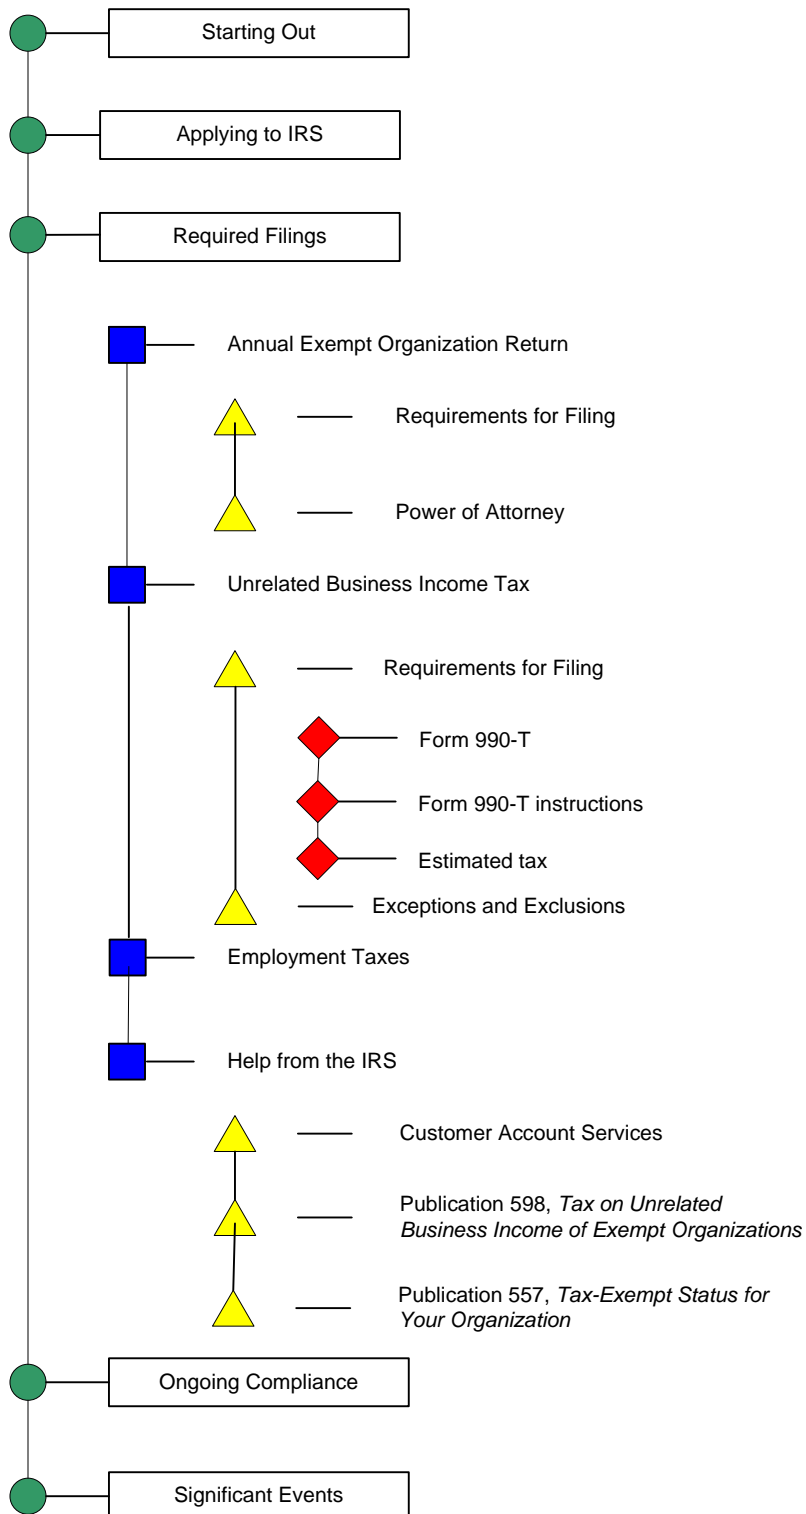 Starting Out
Applying to IRS
Required Filings
Annual Exempt Organization Return
Requirements for Filing
Power of Attorney
Unrelated Business Income Tax
Requirements for Filing
Form 990-T
Form 990-T instructions
Estimated tax
Exceptions and Exclusions
Employment Taxes
Help from the IRS
Customer Account Services
Publication 598, Tax on Unrelated
Business Income of Exempt Organizations
Publication 557, Tax-Exempt Status for
Your Organization
Ongoing Compliance
Significant Events